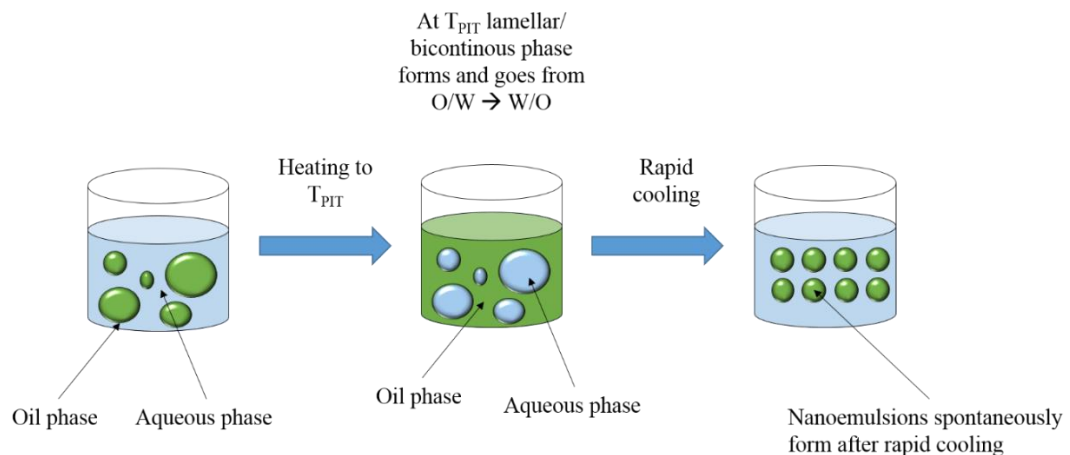 At TPIT lamellar/
bicontinous phase
forms and goes from
O/W → W/O
Heating to
TPIT
Rapid
cooling
Oil phase
Aqueous phase
Oil phase
Aqueous phase
Nanoemulsions spontaneously
form after rapid cooling